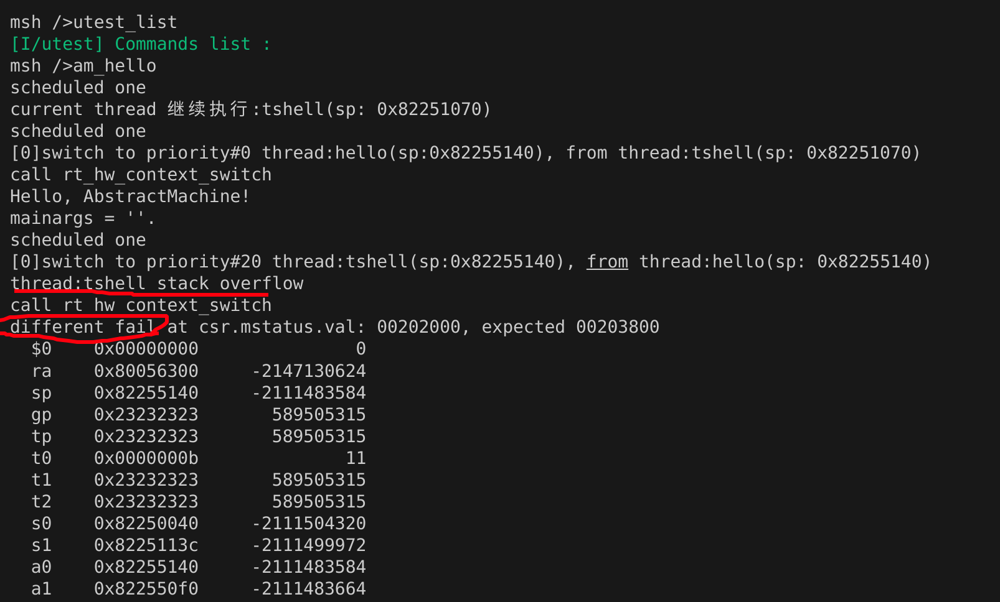 msh />utest_list
[I/utest] Commands list :
msh />am_hello
scheduled one
current thread 继续执行:tshell(sp: 0x82251070)
scheduled one
[0]switch to priority#0 thread:hello(sp:0x82255140), from thread:tshell(sp: 0x82251070)
call rt_hw_context_switch
Hello, AbstractMachine!
mainargs = ''.
scheduled one
[0]switch to priority#20 thread:tshell(sp:0x82255140), from thread:hello(sp: 0x82255140)
thread:tshell stack overflow
call rt_hw_context_switch
different fail at csr.mstatus.val: 00202000, expected 00203800
$0 0x00000000 0
ra 0x80056300 -2147130624
sp 0x82255140 -2111483584
gp 0x23232323 589505315
tp 0x23232323 589505315
t0 0x0000000b 11
t1 0x23232323 589505315
t2 0x23232323 589505315
s0 0x82250040 -2111504320
s1 0x8225113c -2111499972
a0 0x82255140 -2111483584
a1 0x822550f0 -2111483664